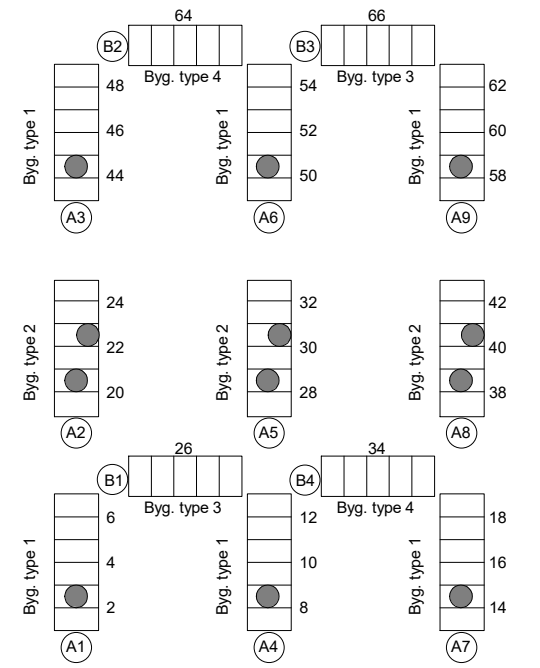 64
66
B2
B3
Byg. type 4
Byg. type 3
Byg. type 1
48
46
44
A3
Byg. type 1
54
52
50
A6
Byg. type 1
62
60
58
A9
Byg. type 2
24
22
20
A2
Byg. type 2
32
30
28
A5
Byg. type 2
42
40
38
A8
26
34
B1
B4
Byg. type 3
Byg. type 4
Byg. type 1
6
4
2
A1
Byg. type 1
12
10
8
A4
Byg. type 1
18
16
14
A7